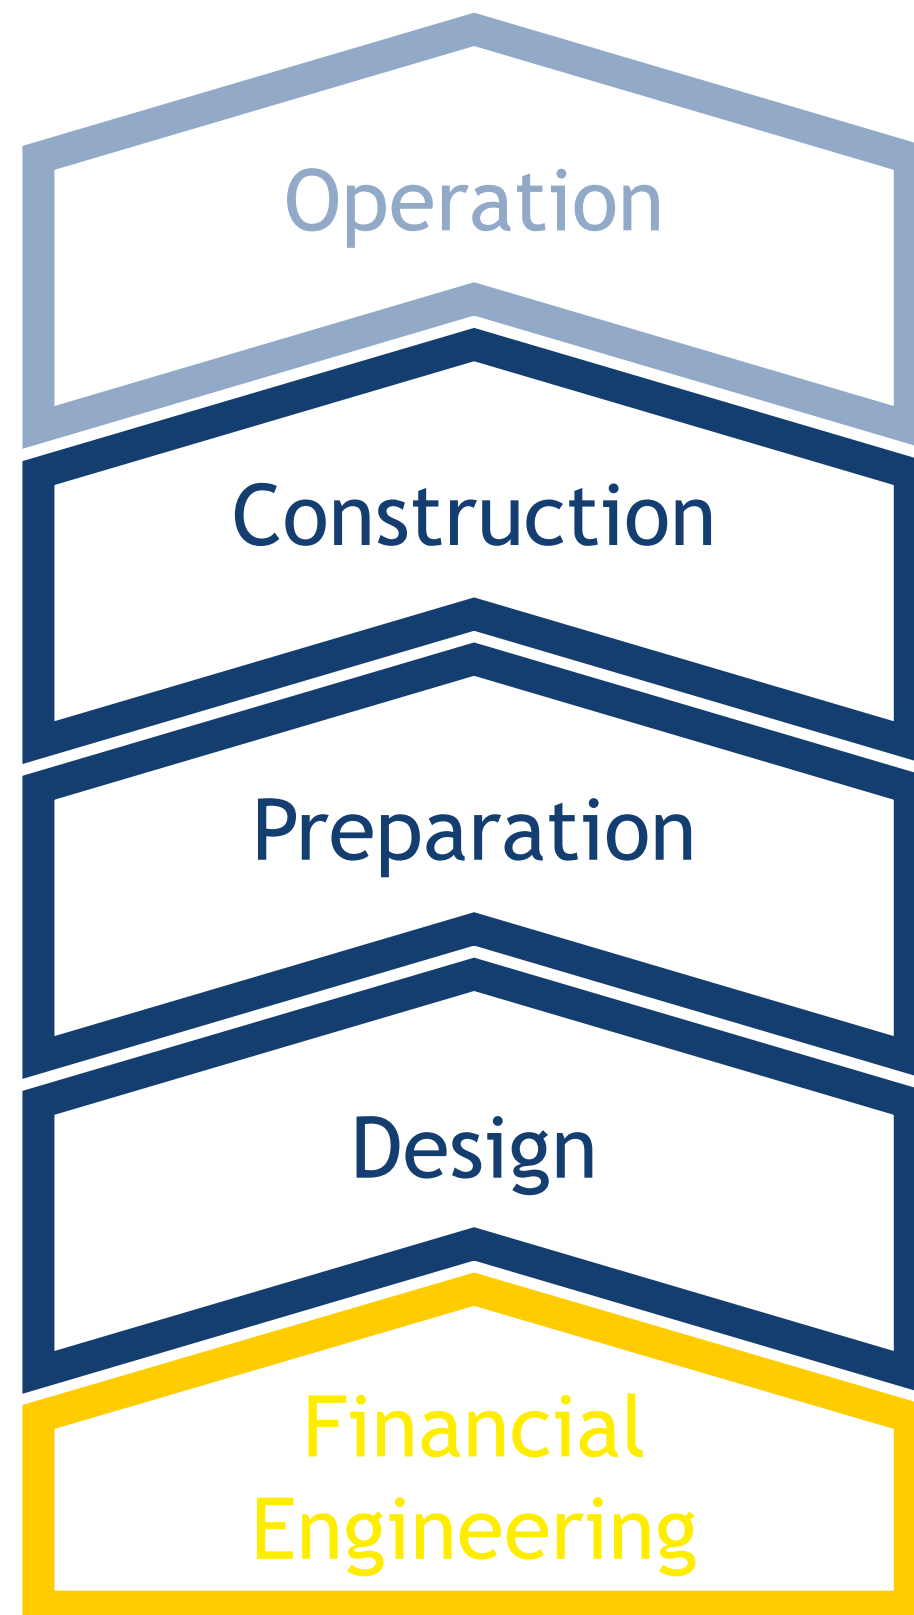 Operation
Construction
Preparation
Design
Financial
Engineering